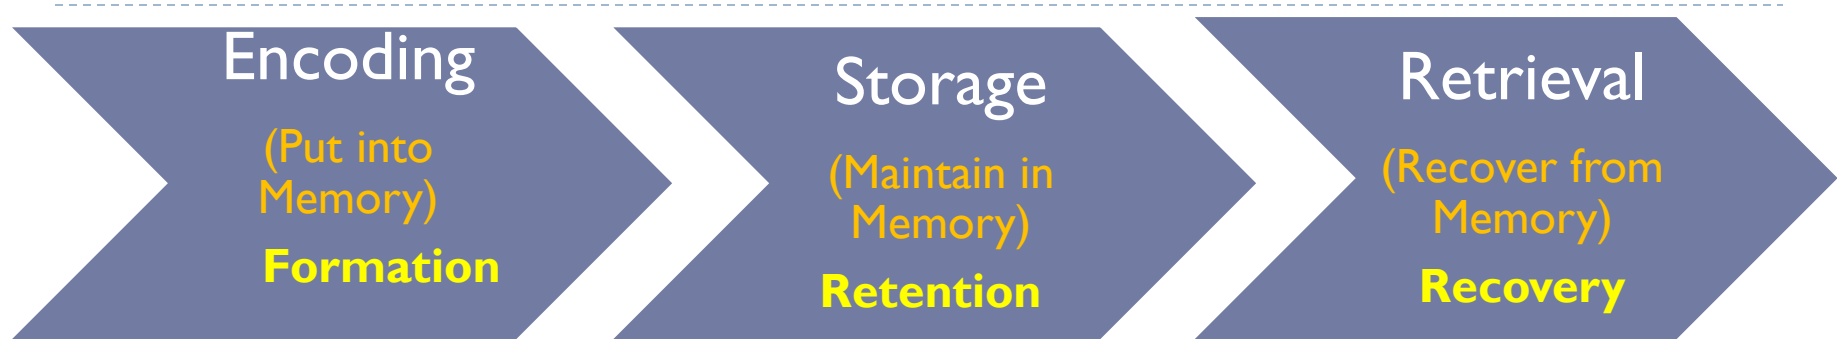 Encoding
(Put into
Memory)
Formation
Storage
(Maintain in
Memory)
Retention
Retrieval
(Recover from
Memory)
Recovery